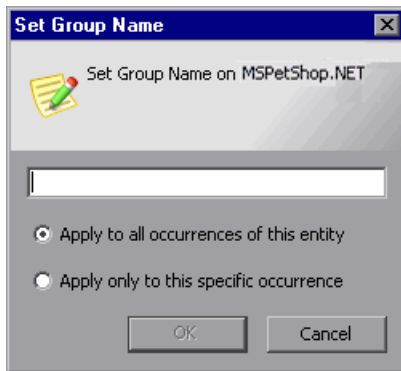 Set Group Name
Set Group Name on MSPetShop.NET
Apply to all occurrences of this entity
Apply only to this specific occurrence
OK Cancel